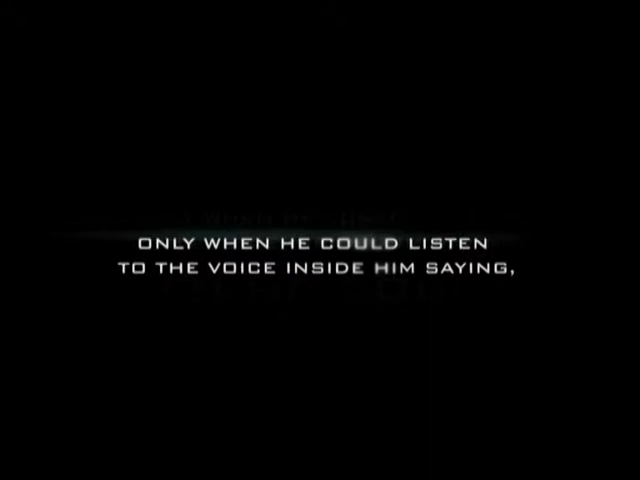 ONLY WHEN HE COULD LISTEN
TO THE VOICE INSIDE HIM SAYING,